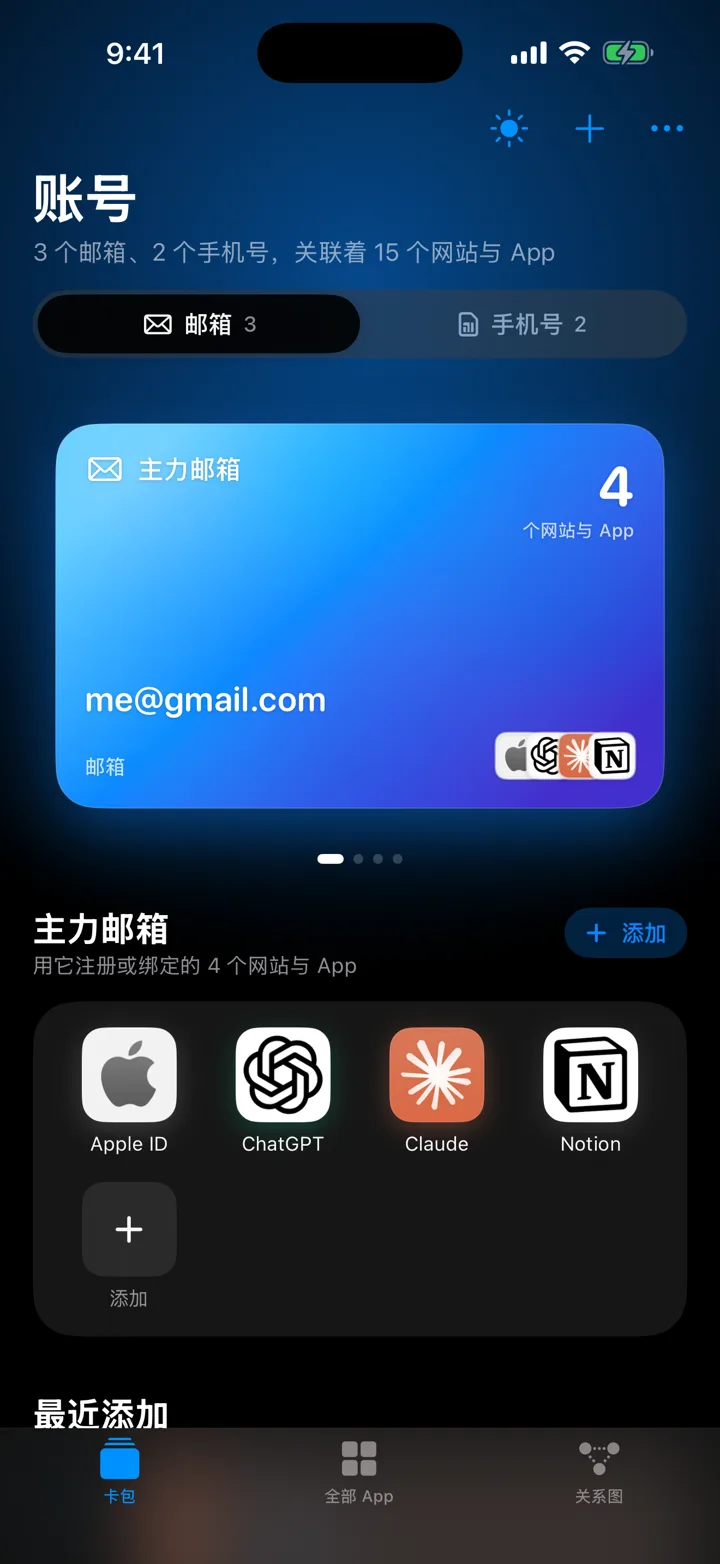 9:41
账号
3 个邮箱、2 个手机号，关联着 15 个网站与 App
邮箱 3
手机号 2
主力邮箱
4
个网站与 App
me@gmail.com
邮箱
N
主力邮箱
添加
用它注册或绑定的 4 个网站与 App
N
Apple ID
ChatGPT
Claude
Notion
添加
最近添加
卡包
全部 App
关系图